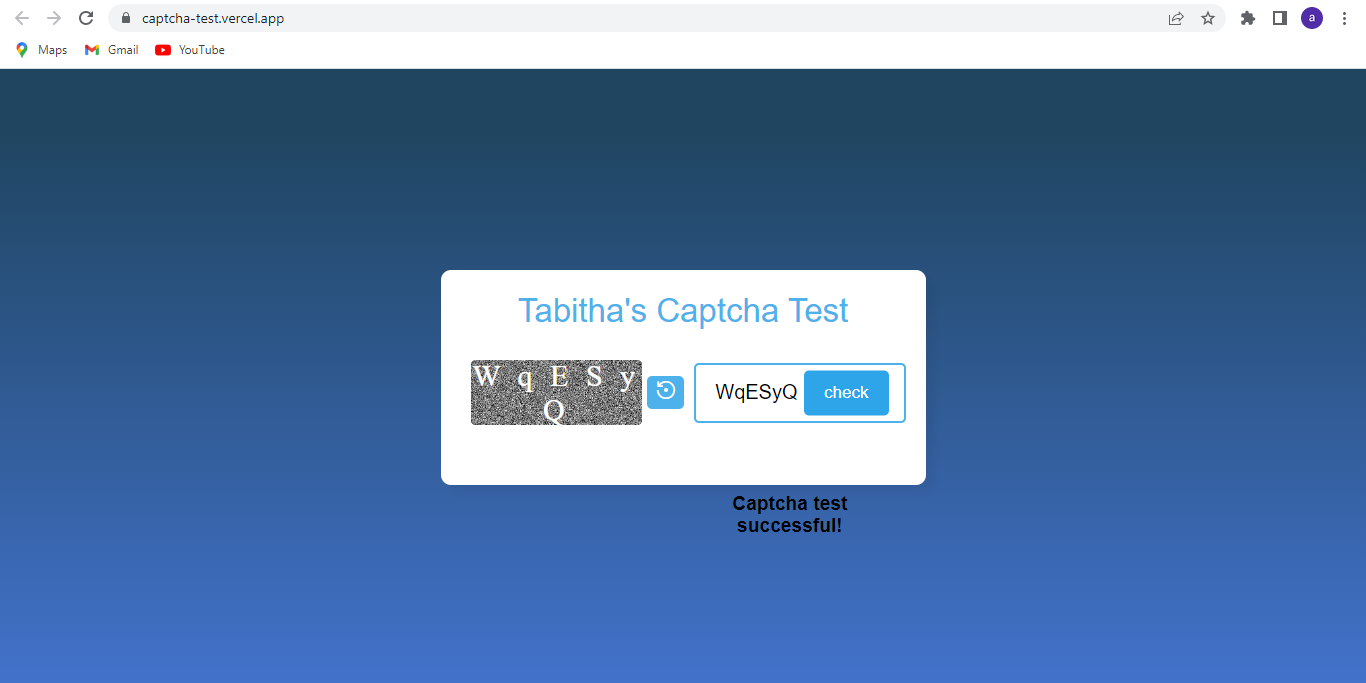 captcha-test.vercel.app
a
Maps Gmail YouTube
Tabitha's Captcha Test
W q E S y
Q
WqESyQ check
Captcha test
successful!